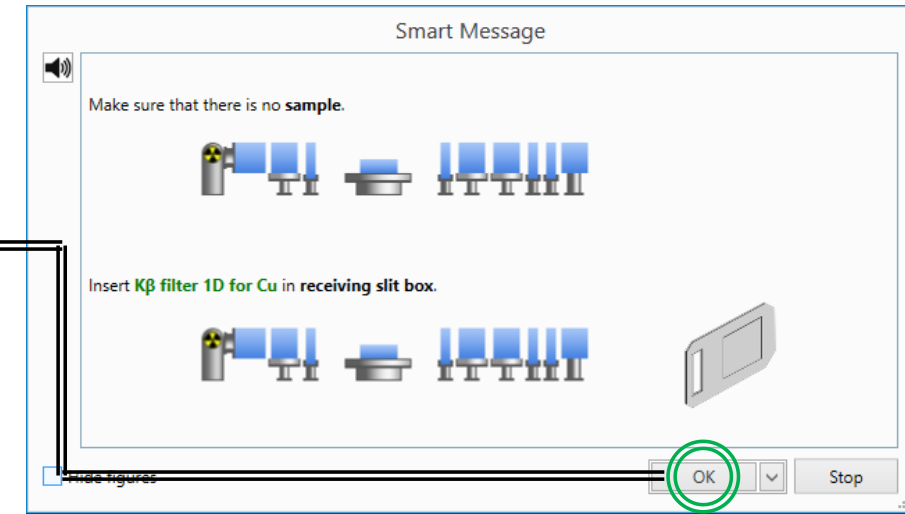 Smart Message
Make sure that there is no sample.
Insert Kβ filter 1D for Cu in receiving slit box.
Hide figures
OK
Stop